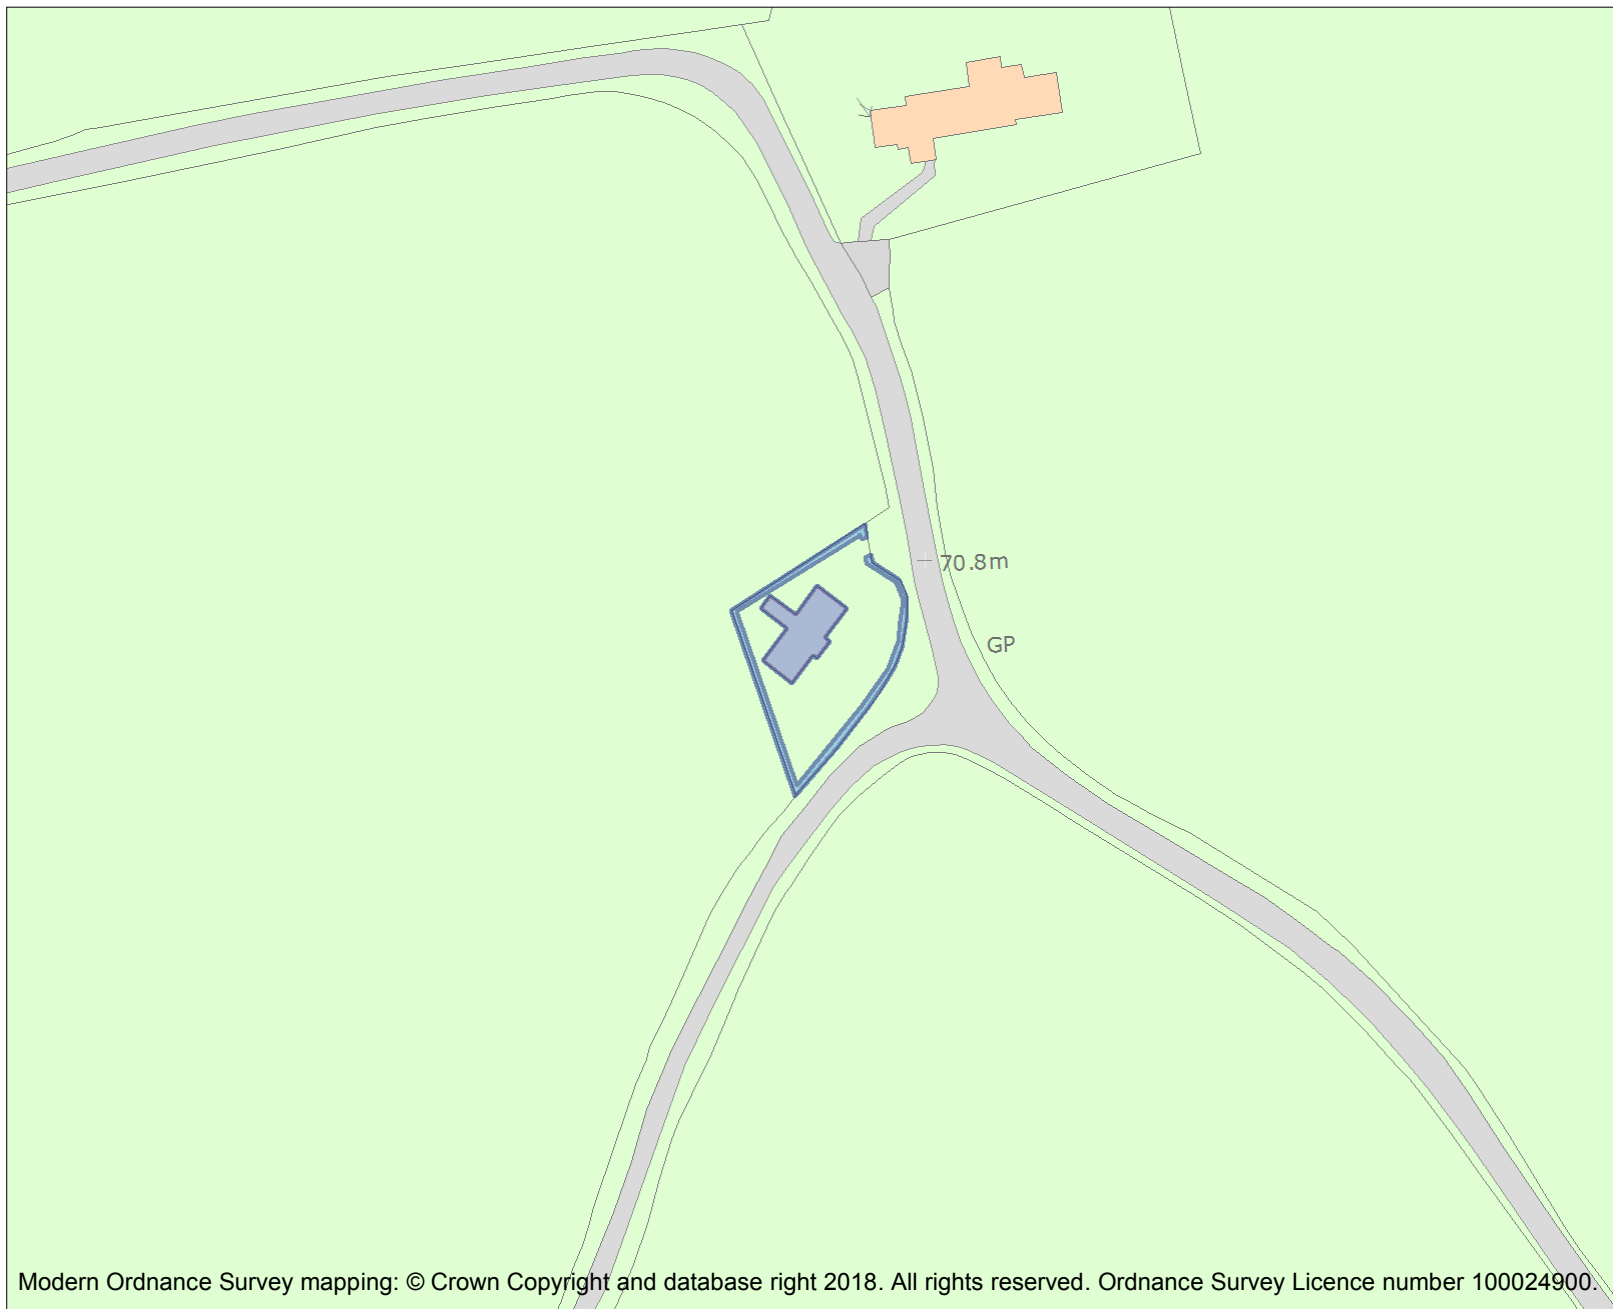 70.8m
GP
Modern Ordnance Survey mapping: © Crown Copyright and database right 2018. All rights reserved. Ordnance Survey Licence number 100024900.